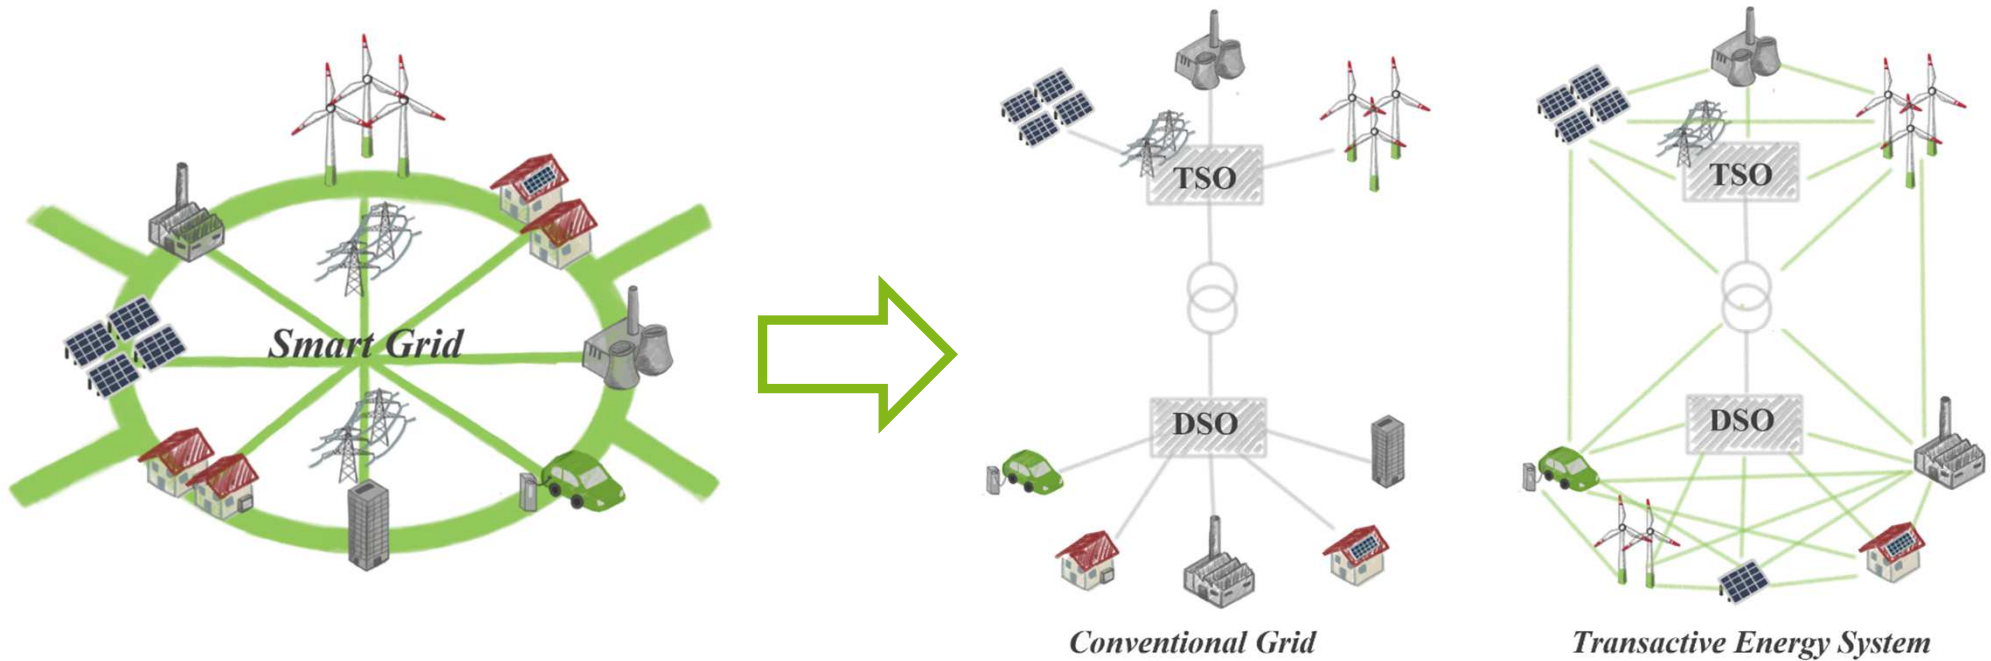 Smart Grid
TSO
DSO
Conventional Grid
TSO
DSO
Transactive Energy System